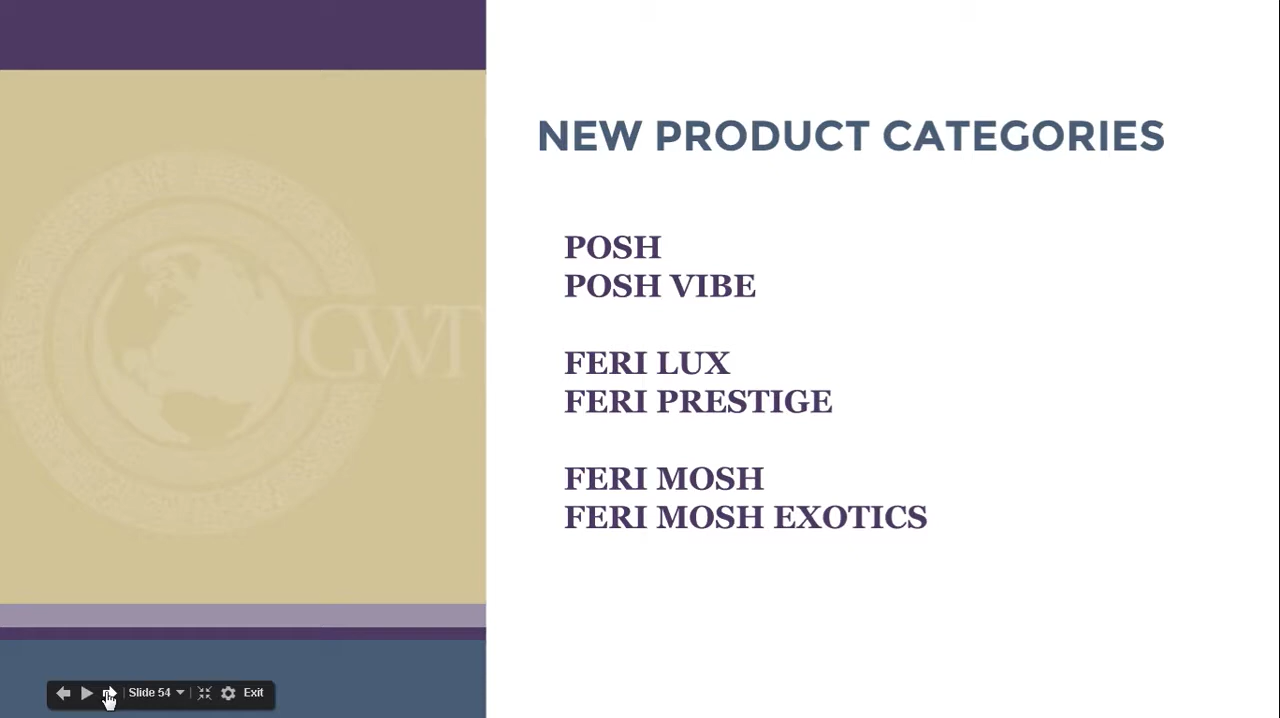 NEW PRODUCT CATEGORIES
POSH
POSH VIBE
FERI LUX
FERI PRESTIGE
FERI MOSH
FERI MOSH EXOTICS
GWT
Slide 54
Exit